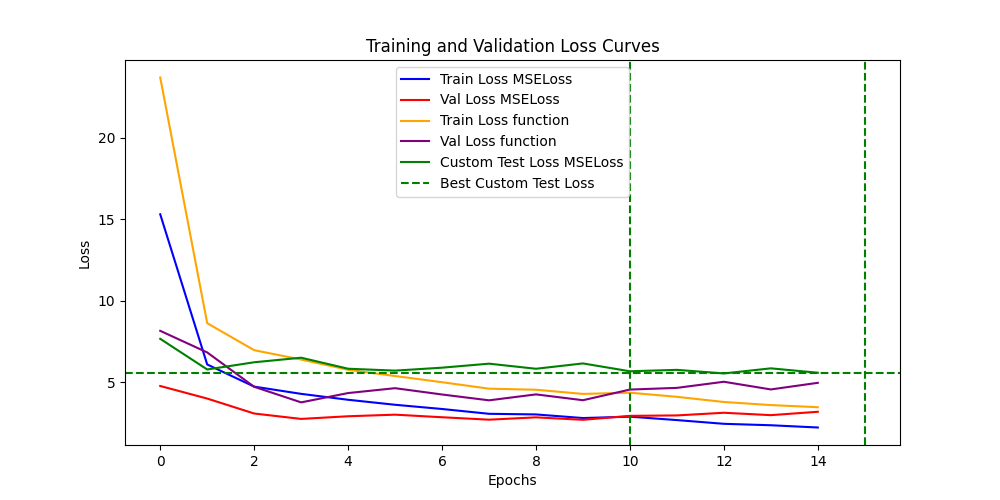 Training and Validation Loss Curves
Train Loss MSELoss
Val Loss MSELoss
Train Loss function
Val Loss function
Custom Test Loss MSELoss
Best Custom Test Loss
Loss
20
15
10
5
0 2 4 6 8 10 12 14
Epochs